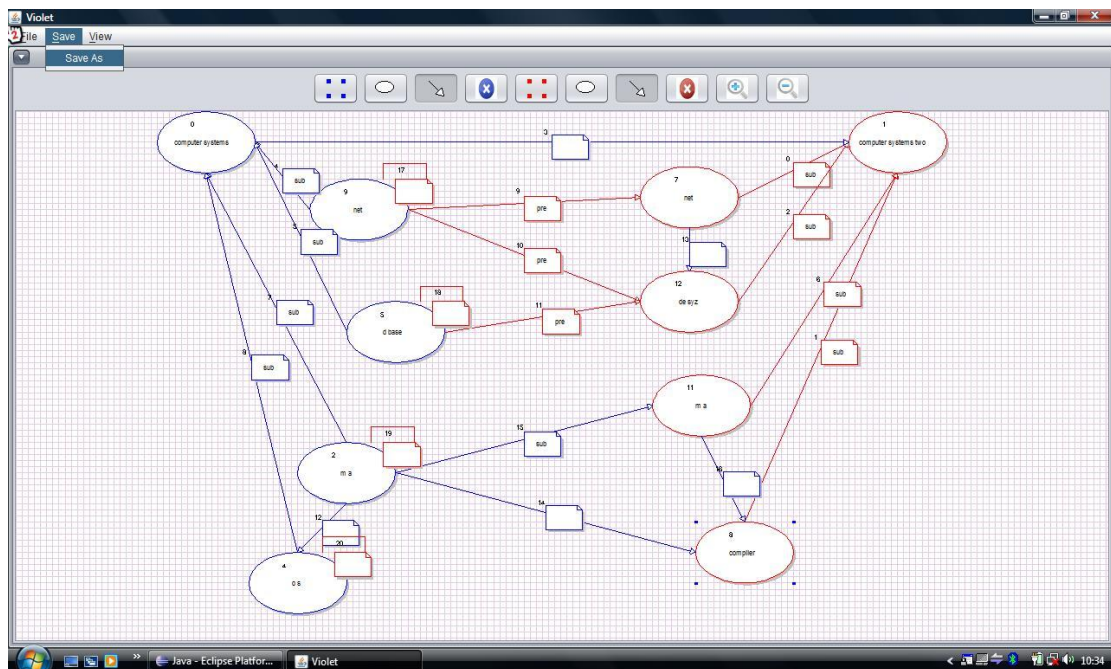 Violet
File Save View
Save As
0
computer systems
3
1
computer systems two
4
sub
17
9
net
9
pre
7
net
0
sub
sub
10
pre
13
2
sub
18
5
d base
11
pre
12
de syz
6
sub
7
sub
1
sub
8
sub
11
m a
19
2
m a
15
sub
16
14
12
20
4
o s
8
compiler
Java - Eclipse Platfor...
Violet
10:34